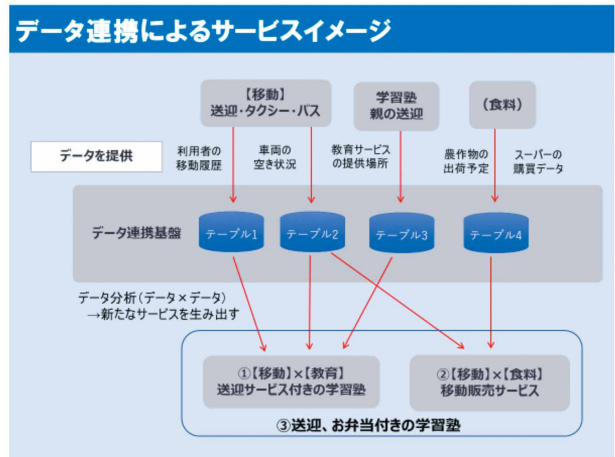 データ連携によるサービスイメージ
【移動】
送迎・タクシー・バス
学習塾
親の送迎
（食料）
データを提供
利用者の
移動履歴
車両の
空き状況
教育サービス
の提供場所
農作物の
出荷予定
スーパーの
購買データ
データ連携基盤
テーブル1
テーブル2
テーブル3
テーブル4
データ分析（データ×データ）
→新たなサービスを生み出す
①【移動】×【教育】
送迎サービス付きの学習塾
②【移動】×【食料】
移動販売サービス
③送迎、お弁当付きの学習塾